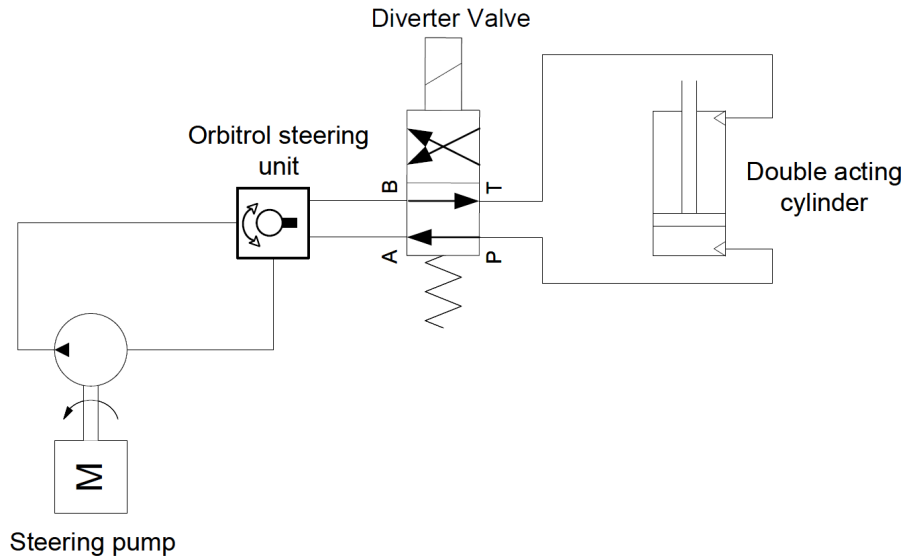 Diverter Valve
Orbitrol steering
unit
B
T
A
P
Double acting
cylinder
M
Steering pump